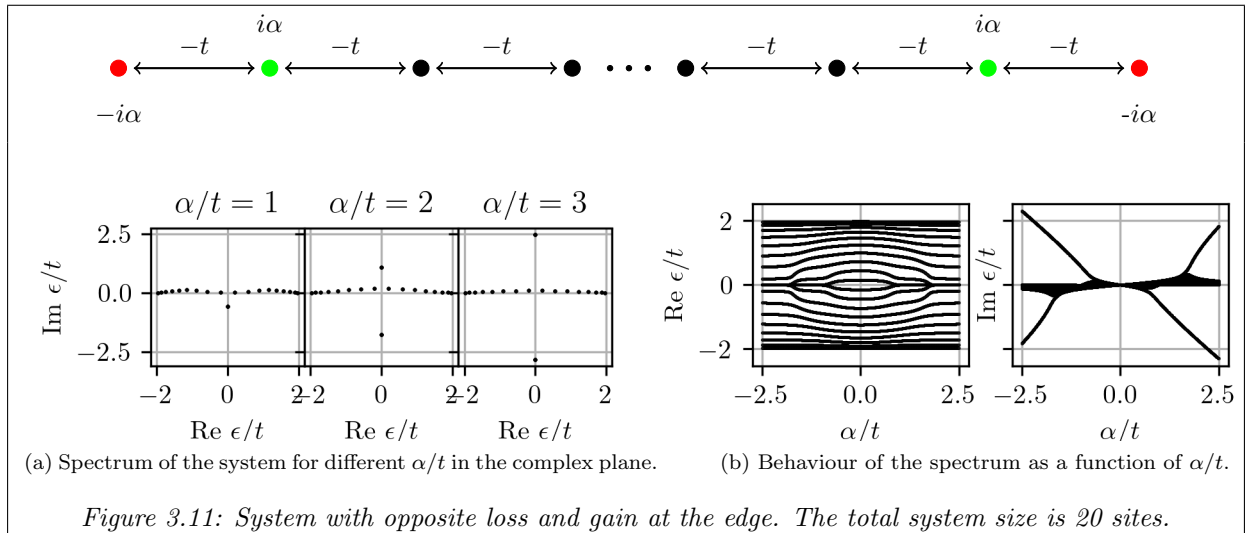 iα iα
−t −t −t −t −t −t
−iα -iα
α/t = 1 α/t = 2 α/t = 3
Im ϵ/t
2.5
0.0
−2.5
−2 0 2 −2 0 2 −2 0 2
Re ϵ/t Re ϵ/t Re ϵ/t
(a) Spectrum of the system for different α/t in the complex plane.
Re ϵ/t
2
0
−2
−2.5 0.0 2.5
α/t
Im ϵ/t
2
0
−2
−2.5 0.0 2.5
α/t
(b) Behaviour of the spectrum as a function of α/t.
Figure 3.11: System with opposite loss and gain at the edge. The total system size is 20 sites.